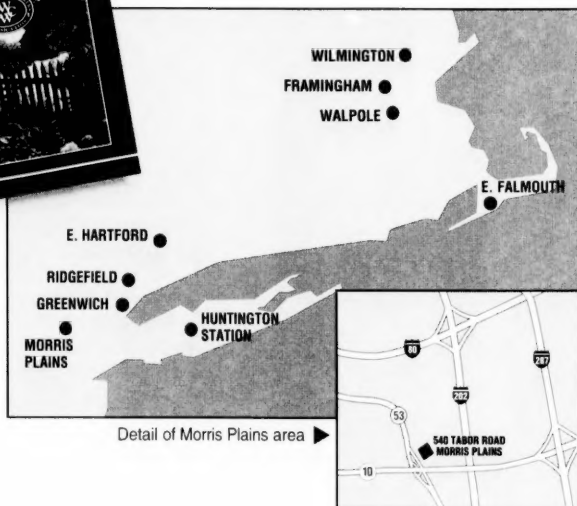 WILMINGTON
FRAMINGHAM
WALPOLE
E. FALMOUTH
E. HARTFORD
RIDGEFIELD
GREENWICH
HUNTINGTON
STATION
MORRIS
PLAINS
Detail of Morris Plains area
80
287
202
53
540 TABOR ROAD
MORRIS PLAINS
10